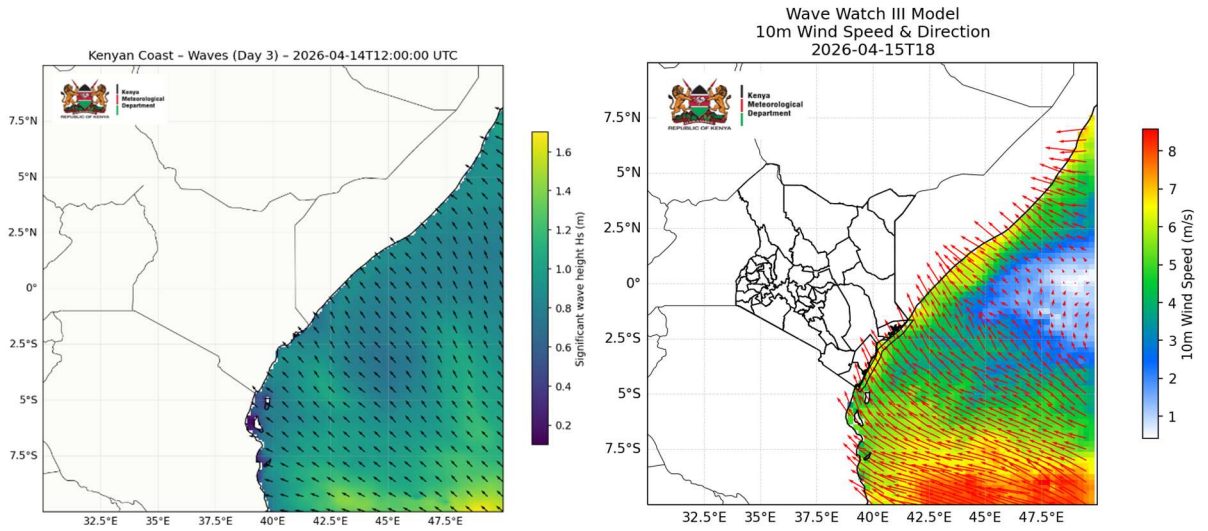 Kenyan Coast – Waves (Day 3) – 2026-04-14T12:00:00 UTC
Kenya
Meteorological
Department
REPUBLIC OF KENYA
7.5°N
5°N
2.5°N
0°
2.5°S
5°S
7.5°S
32.5°E 35°E 37.5°E 40°E 42.5°E 45°E 47.5°E
1.6
1.4
1.2
1.0
0.8
0.6
0.4
0.2
Significant wave height Hs (m)
Wave Watch III Model
10m Wind Speed & Direction
2026-04-15T18
Kenya
Meteorological
Department
REPUBLIC OF KENYA
7.5°N
5°N
2.5°N
0°
2.5°S
5°S
7.5°S
32.5°E 35°E 37.5°E 40°E 42.5°E 45°E 47.5°E
8
7
6
5
4
3
2
1
10m Wind Speed (m/s)